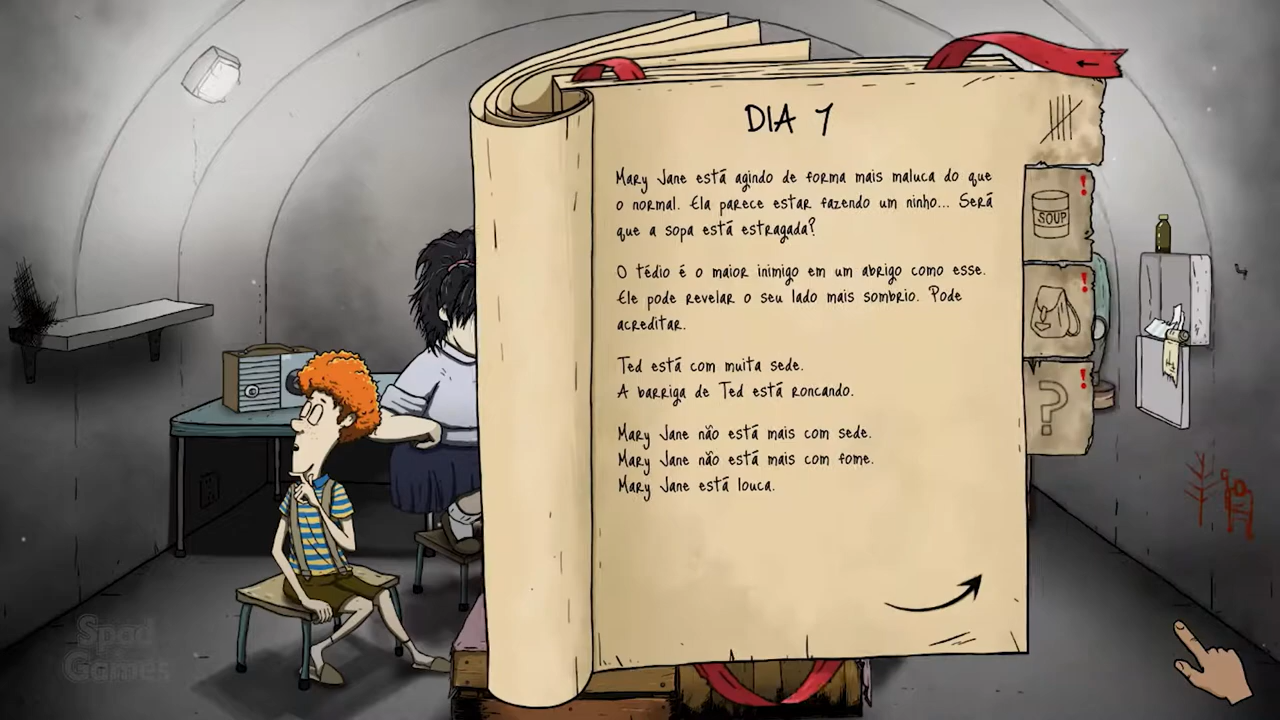 DIA 7
Mary Jane está agindo de forma mais maluca do que
o normal. Ela parece estar fazendo um ninho... Será
que a sopa está estragada?
O tédio é o maior inimigo em um abrigo como esse.
Ele pode revelar o seu lado mais sombrio. Pode
acreditar.
Ted está com muita sede.
A barriga de Ted está roncando.
Mary Jane não está mais com sede.
Mary Jane não está mais com fome.
Mary Jane está louca.
!
SOUP
!
!
?
Spad
Games